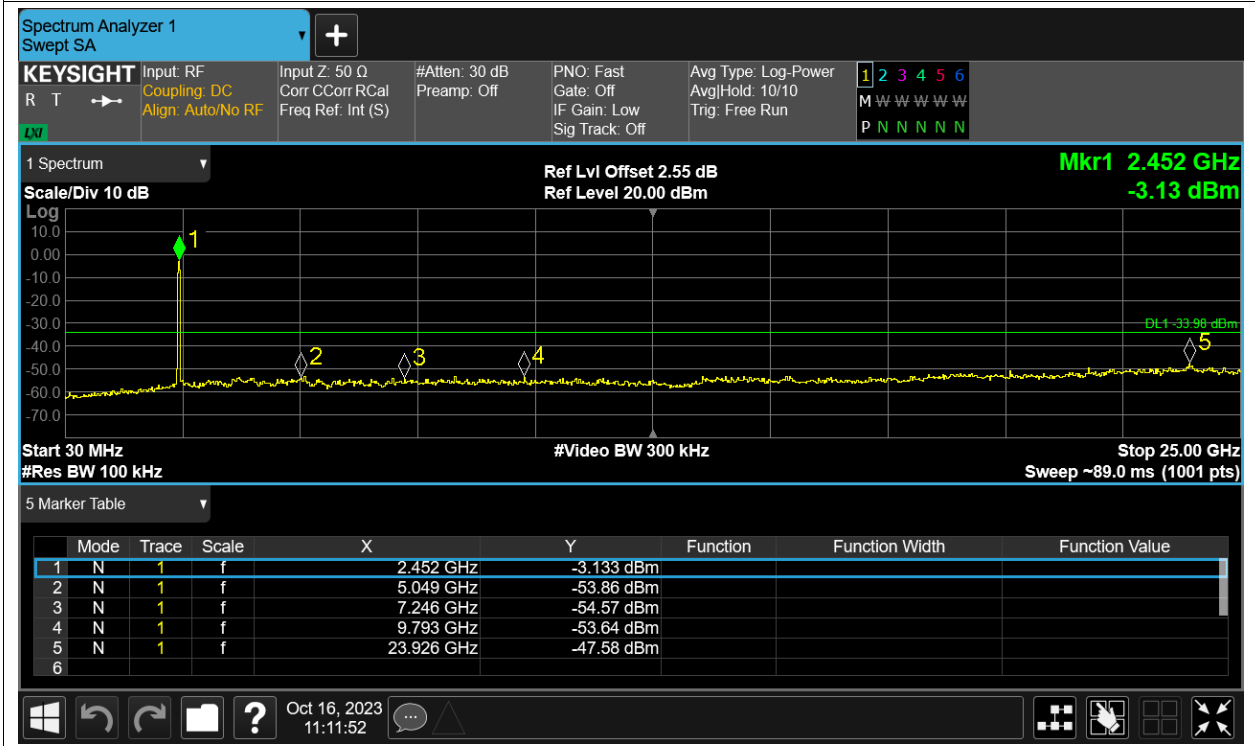 Spectrum Analyzer 1
Swept SA
+
KEYSIGHT Input: RF Input Z: 50 Ω #Atten: 30 dB PNO: Fast Avg Type: Log-Power 1 2 3 4 5 6
R T Coupling: DC Corr CCorr RCal Preamp: Off Gate: Off Avg|Hold: 10/10 M W W W W W
Align: Auto/No RF Freq Ref: Int (S) IF Gain: Low Trig: Free Run
LXI Sig Track: Off P N N N N N
1 Spectrum Ref Lvl Offset 2.55 dB Mkr1 2.452 GHz
Scale/Div 10 dB Ref Level 20.00 dBm -3.13 dBm
Log
10.0 1
0.00
-10.0
-20.0
-30.0 DL1 -33.98 dBm
-40.0 2 3 4 5
-50.0
-60.0
-70.0
Start 30 MHz #Video BW 300 kHz Stop 25.00 GHz
#Res BW 100 kHz Sweep ~89.0 ms (1001 pts)
5 Marker Table
Mode Trace Scale X Y Function Function Width Function Value
1 N 1 f 2.452 GHz -3.133 dBm
2 N 1 f 5.049 GHz -53.86 dBm
3 N 1 f 7.246 GHz -54.57 dBm
4 N 1 f 9.793 GHz -53.64 dBm
5 N 1 f 23.926 GHz -47.58 dBm
6
? Oct 16, 2023
11:11:52